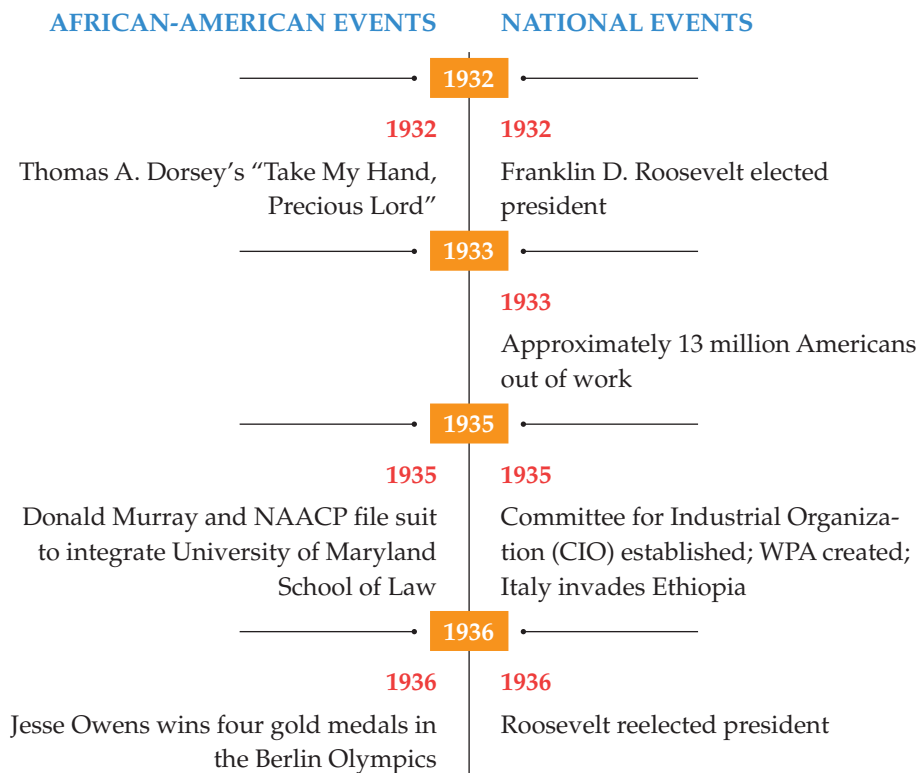 AFRICAN-AMERICAN EVENTS
NATIONAL EVENTS
1932
1932
Thomas A. Dorsey’s “Take My Hand,
Precious Lord”
1932
Franklin D. Roosevelt elected
president
1933
1933
Approximately 13 million Americans
out of work
1935
1935
Donald Murray and NAACP file suit
to integrate University of Maryland
School of Law
1935
Committee for Industrial Organiza-
tion (CIO) established; WPA created;
Italy invades Ethiopia
1936
1936
Jesse Owens wins four gold medals in
the Berlin Olympics
1936
Roosevelt reelected president